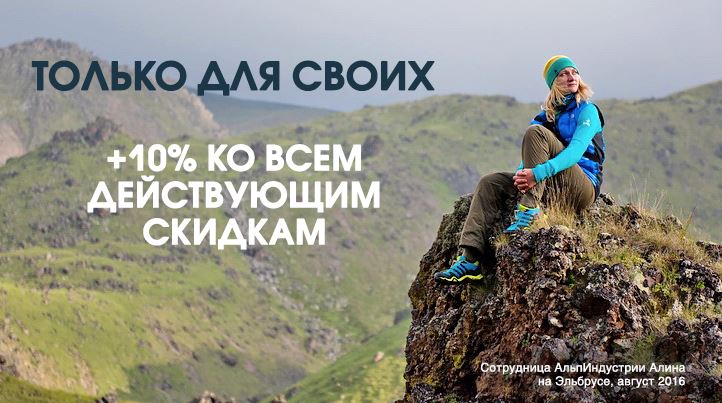 ТОЛЬКО ДЛЯ СВОИХ
+10% КО ВСЕМ
ДЕЙСТВУЮЩИМ
СКИДКАМ
Сотрудница АльпИндустрии Алина
на Эльбрусе, август 2016